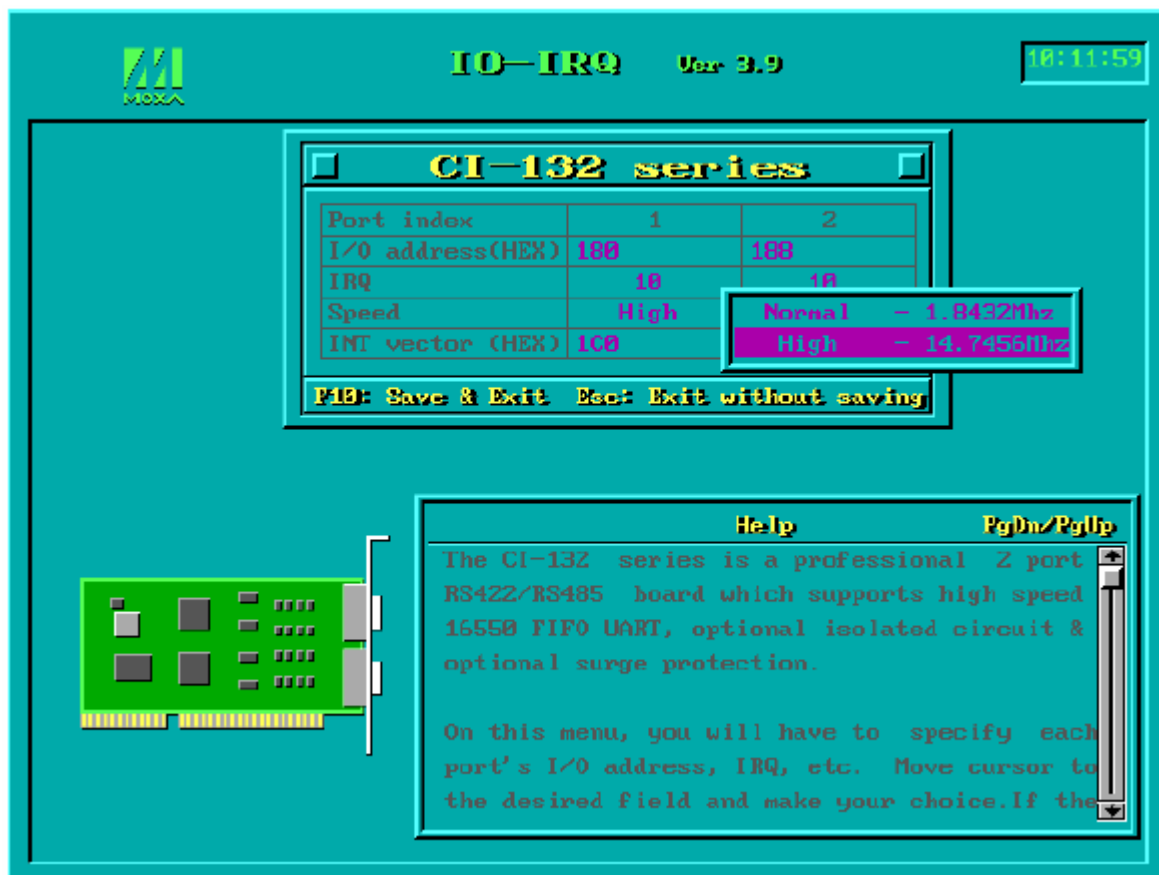 MOXA
IO-IRQ Ver 3.9
10:11:59
CI-132 series
Port index 1 2
I/O address(HEX) 180 188
IRQ 10 10
Speed High
INT vector (HEX) 1C0
Normal - 1.8432Mhz
High - 14.7456Mhz
F10: Save & Exit Esc: Exit without saving
Help PgDn/PgUp
The CI-132 series is a professional 2 port
RS422/RS485 board which supports high speed
16550 FIFO UART, optional isolated circuit &
optional surge protection.
On this menu, you will have to specify each
port's I/O address, IRQ, etc. Move cursor to
the desired field and make your choice.If the